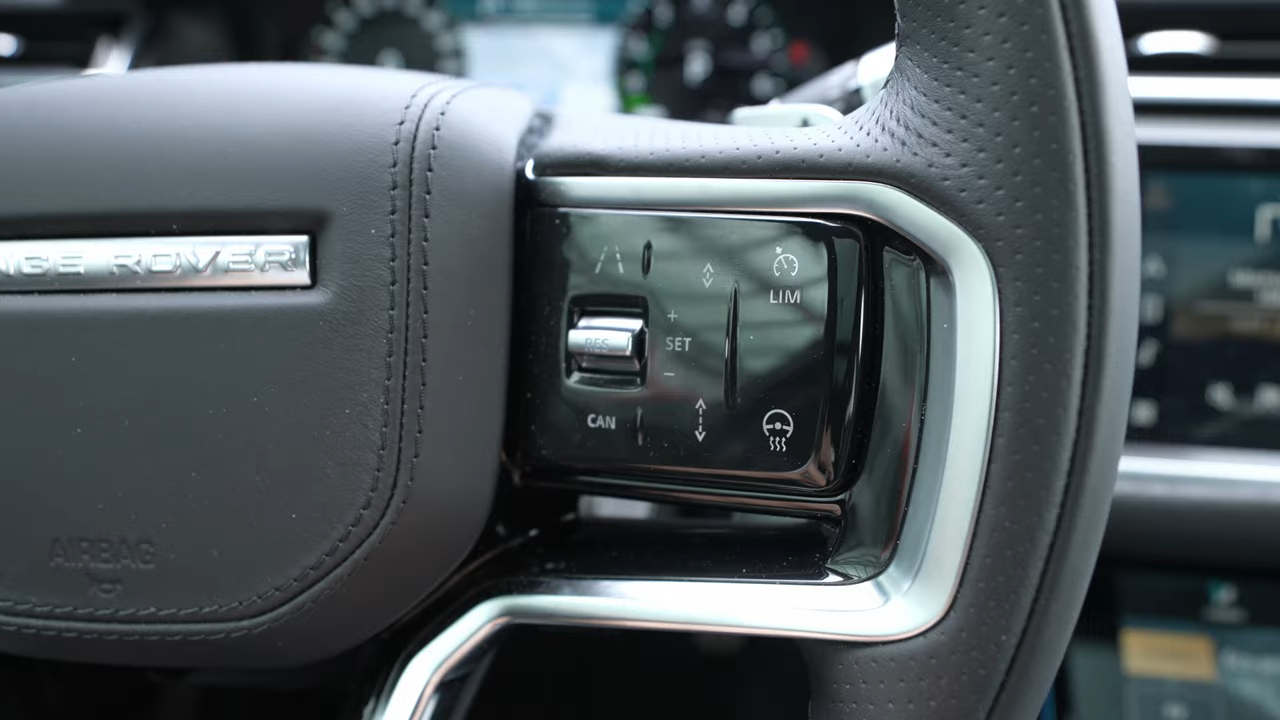 NGE ROVER
LIM
+
RES SET
−
CAN
AIRBAG